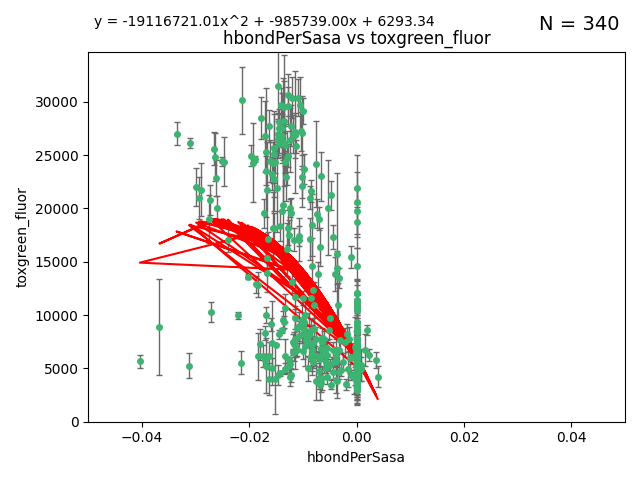 y = -19116721.01x^2 + -985739.00x + 6293.34
N = 340
hbondPerSasa vs toxgreen_fluor
toxgreen_fluor
30000
25000
20000
15000
10000
5000
0
−0.04
−0.02
0.00
0.02
0.04
hbondPerSasa